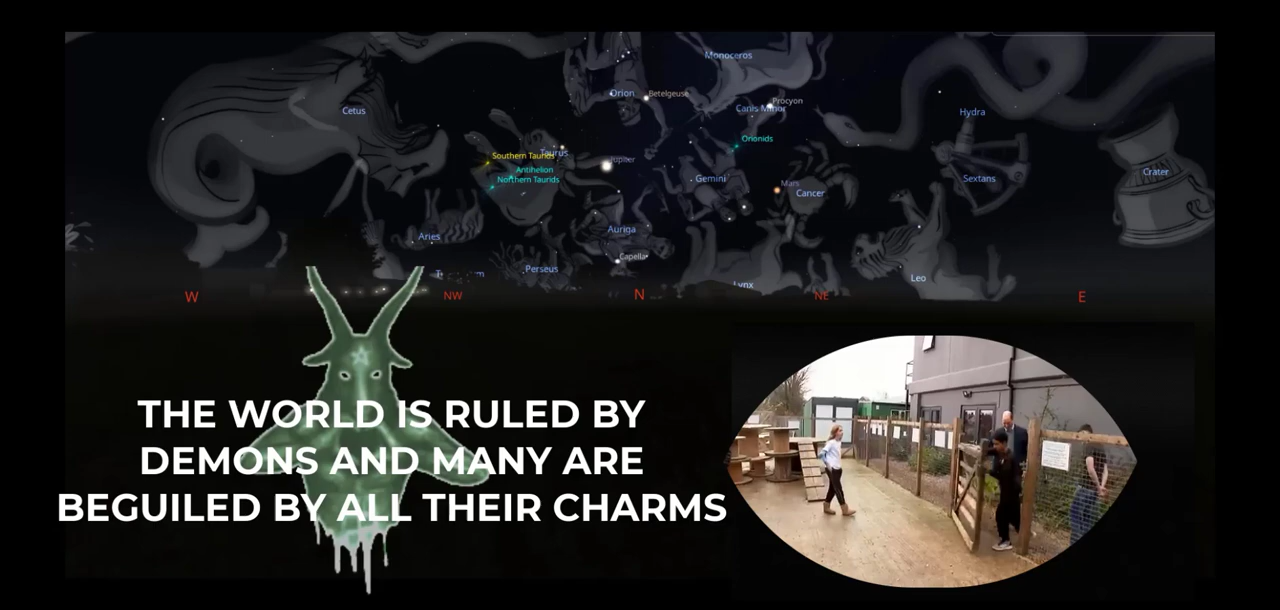 Monoceros
Orion
Betelgeuse
Procyon
Canis Minor
Cetus
Hydra
Orionids
Southern Taurids
Taurus
Jupiter
Antihelion
Northern Taurids
Gemini
Mars
Cancer
Sextans
Crater
Aries
Auriga
Capella
Perseus
Leo
Lynx
W
NW
N
NE
E
THE WORLD IS RULED BY
DEMONS AND MANY ARE
BEGUILED BY ALL THEIR CHARMS